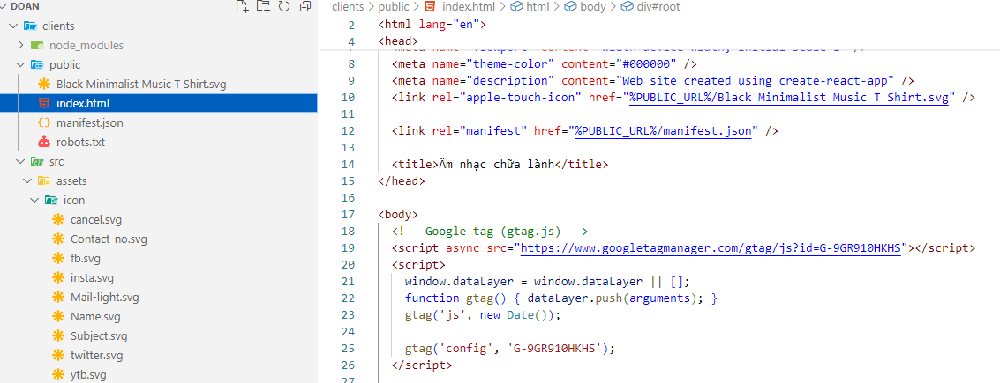 DOAN
clients
node_modules
public
Black Minimalist Music T Shirt.svg
index.html
manifest.json
robots.txt
src
assets
icon
cancel.svg
Contact-no.svg
fb.svg
insta.svg
Mail-light.svg
Name.svg
Subject.svg
twitter.svg
ytb.svg
clients > public > index.html > html > body > div#root
2 <html lang="en">
4 <head>
8 <meta name="theme-color" content="#000000" />
9 <meta name="description" content="Web site created using create-react-app" />
10 <link rel="apple-touch-icon" href="%PUBLIC_URL%/Black Minimalist Music T Shirt.svg" />
11
12 <link rel="manifest" href="%PUBLIC_URL%/manifest.json" />
13
14 <title>Âm nhạc chữa lành</title>
15 </head>
16
17 <body>
18 <!-- Google tag (gtag.js) -->
19 <script async src="https://www.googletagmanager.com/gtag/js?id=G-9GR910HKHS"></script>
20 <script>
21 window.dataLayer = window.dataLayer || [];
22 function gtag() { dataLayer.push(arguments); }
23 gtag('js', new Date());
24
25 gtag('config', 'G-9GR910HKHS');
26 </script>
27